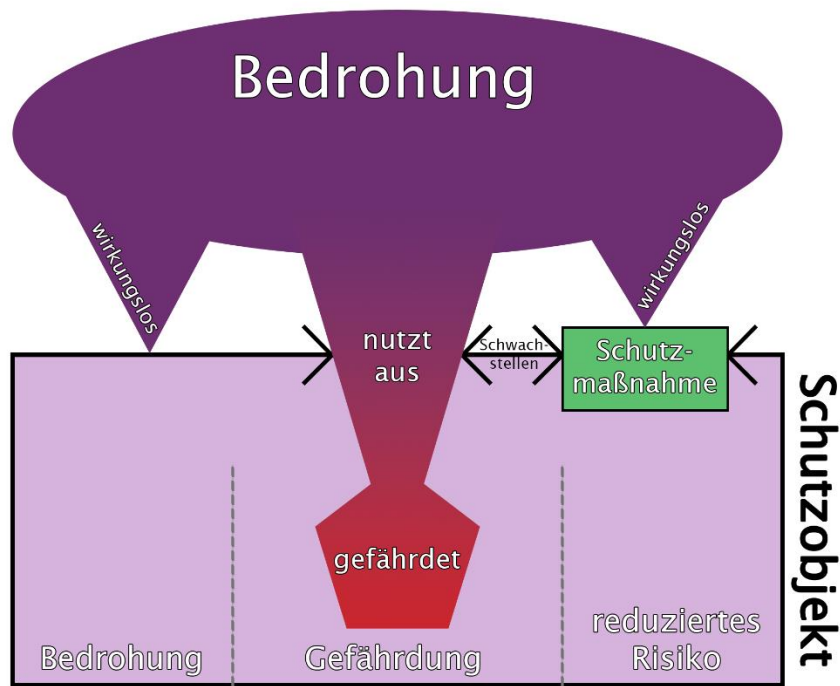 Bedrohung
wirkungslos
wirkungslos
nutzt
aus
Schwach-
stellen
Schutz-
maßnahme
Schutzobjekt
gefährdet
Bedrohung
Gefährdung
reduziertes
Risiko